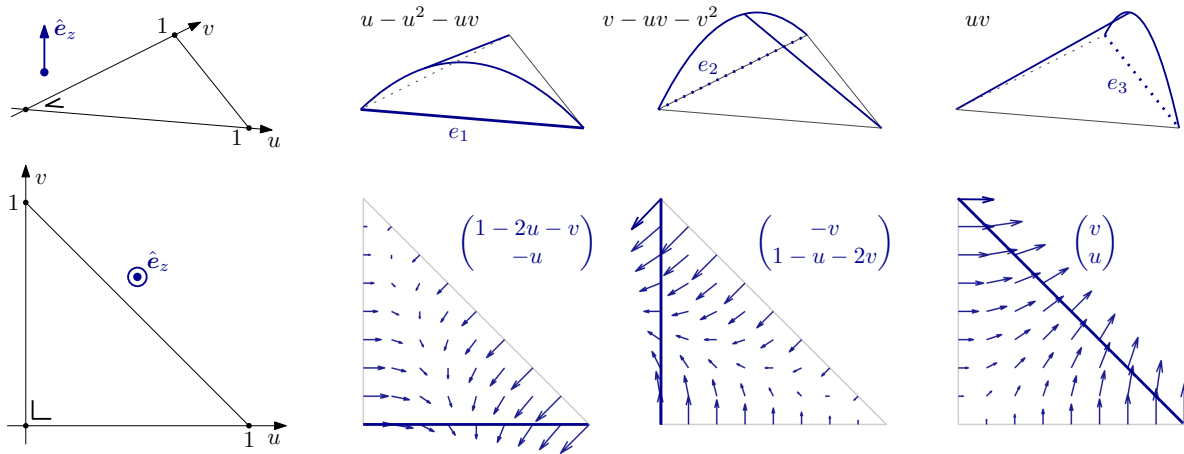 1 v
ê_z
1
u
u − u² − uv
e₁
v − uv − v²
e₂
uv
e₃
v
1
ê_z
1 u
(1 − 2u − v
−u)
(−v
1 − u − 2v)
(v
u)